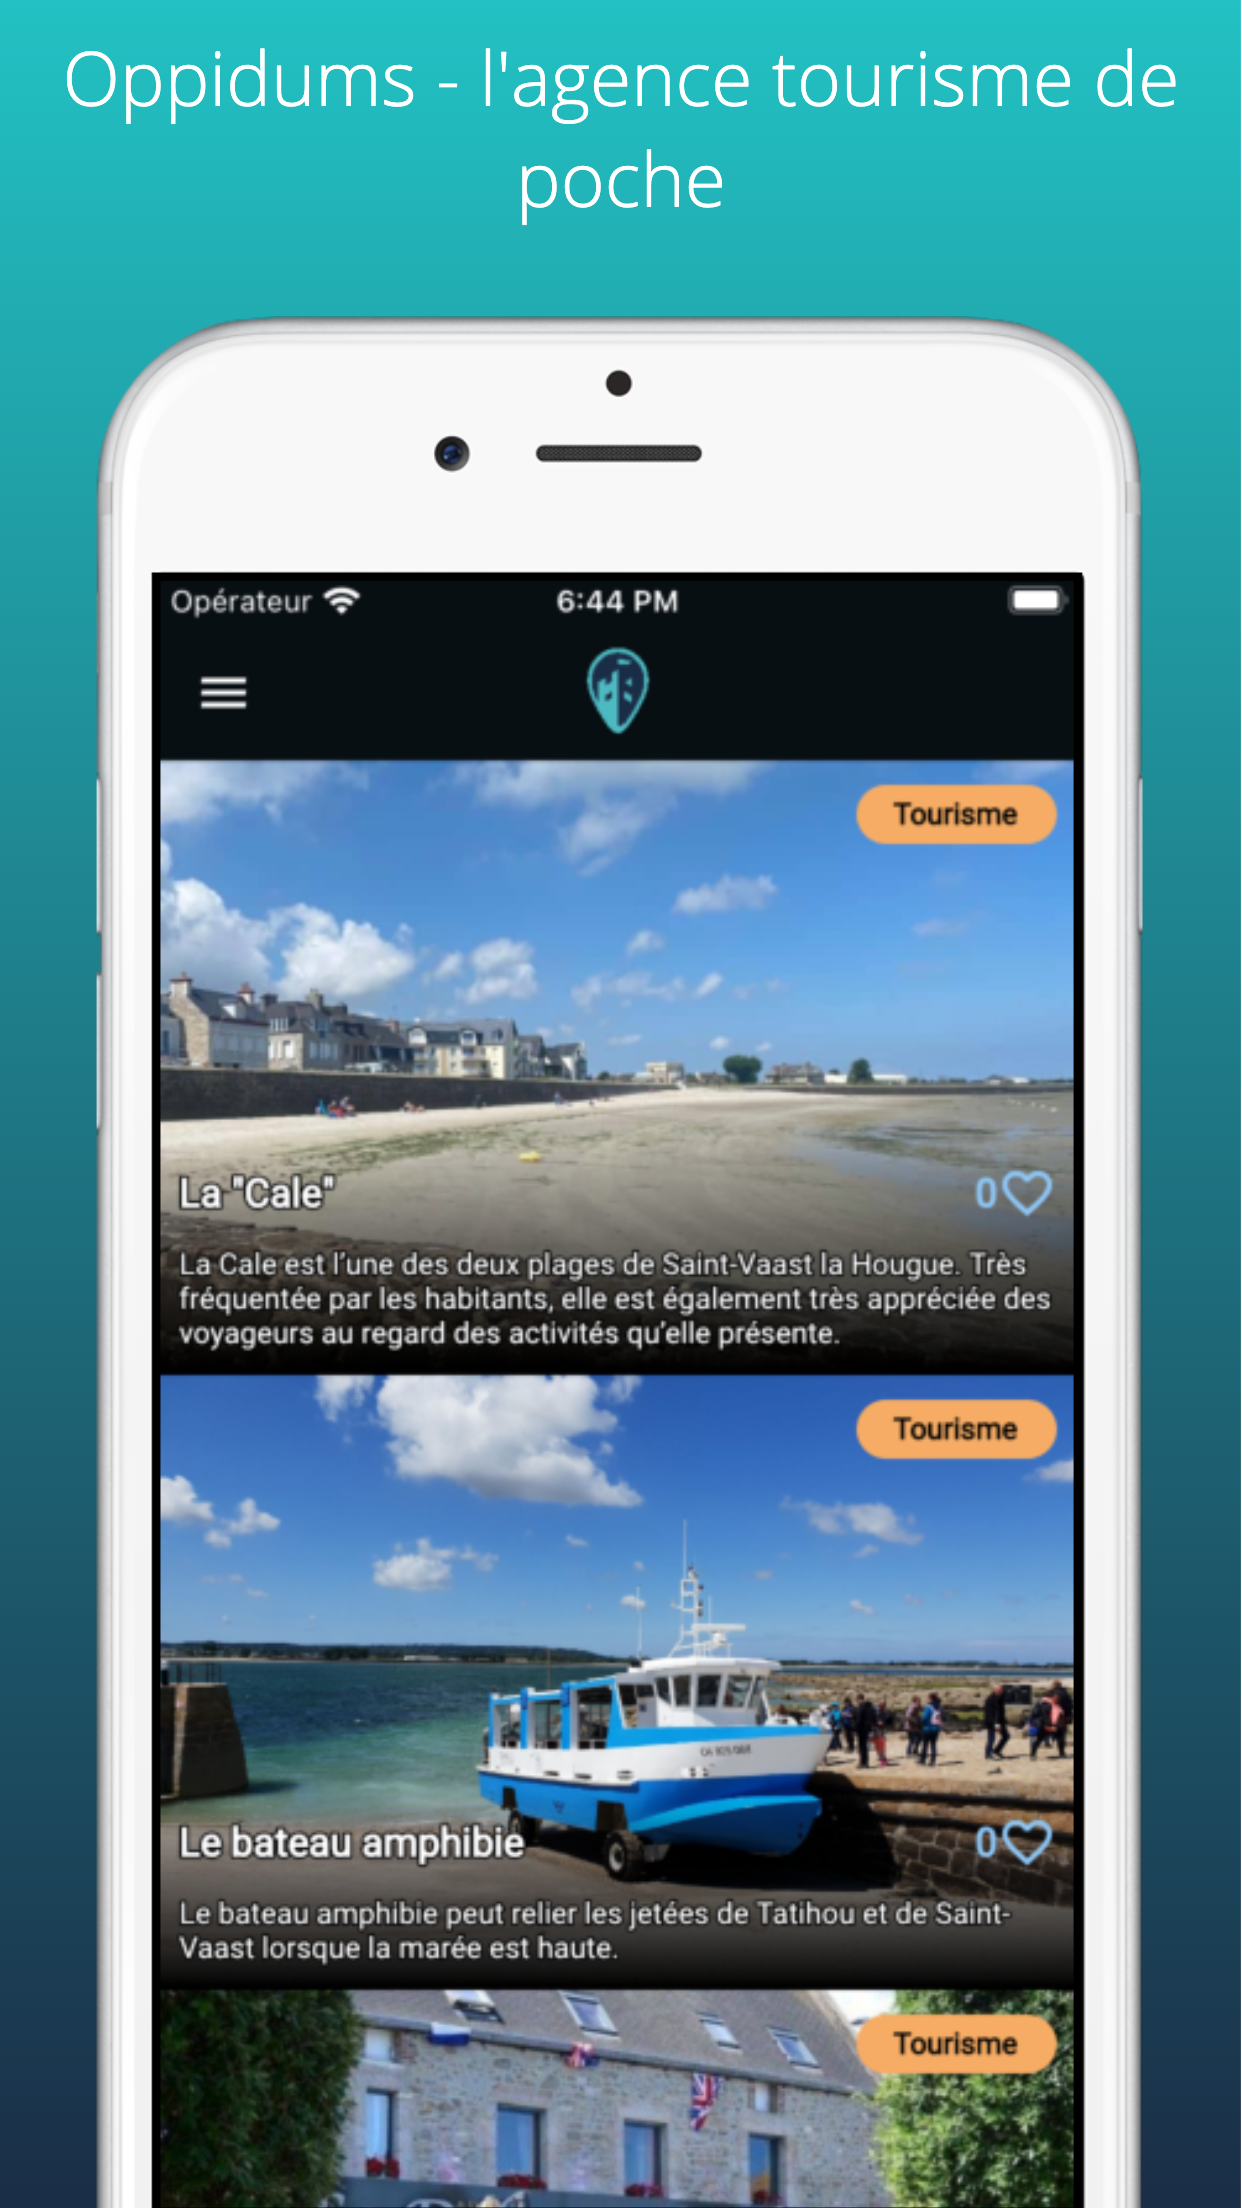 Oppidums - l'agence tourisme de
poche
Opérateur 6:44 PM
Tourisme
La "Cale"
0
La Cale est l’une des deux plages de Saint-Vaast la Hougue. Très
fréquentée par les habitants, elle est également très appréciée des
voyageurs au regard des activités qu’elle présente.
Tourisme
Le bateau amphibie
0
Le bateau amphibie peut relier les jetées de Tatihou et de Saint-
Vaast lorsque la marée est haute.
Tourisme